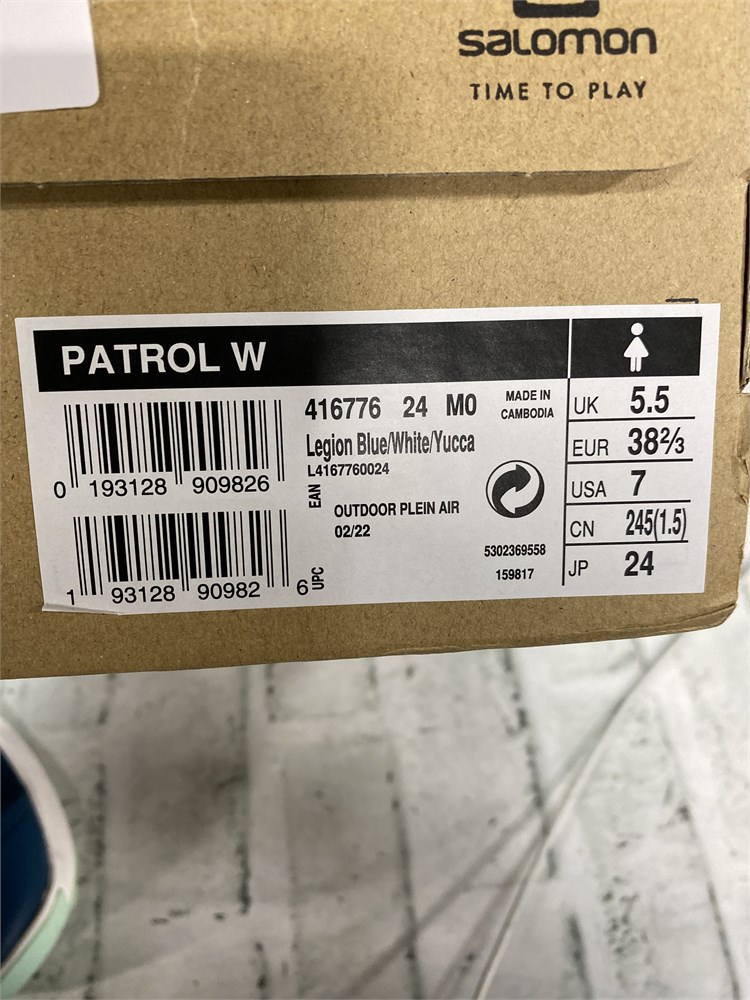 salomon
TIME TO PLAY
PATROL W
416776 24 M0
MADE IN
CAMBODIA
Legion Blue/White/Yucca
L4167760024
EAN
0 193128 909826
OUTDOOR PLEIN AIR
02/22
5302369558
159817
1 93128 90982 6
UPC
UK 5.5
EUR 38⅔
USA 7
CN 245(1.5)
JP 24